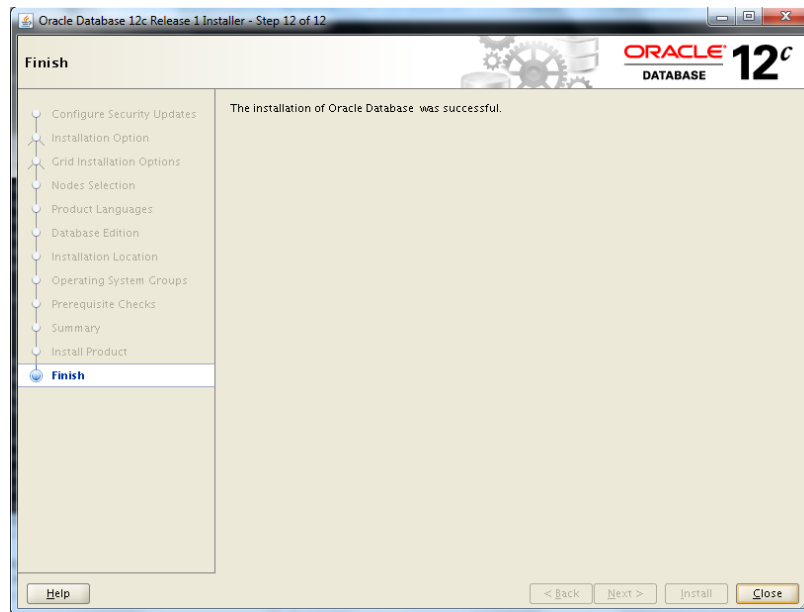 Oracle Database 12c Release 1 Installer - Step 12 of 12
Finish
ORACLE
DATABASE
12c
Configure Security Updates
Installation Option
Grid Installation Options
Nodes Selection
Product Languages
Database Edition
Installation Location
Operating System Groups
Prerequisite Checks
Summary
Install Product
Finish
The installation of Oracle Database was successful.
Help
< Back
Next >
Install
Close